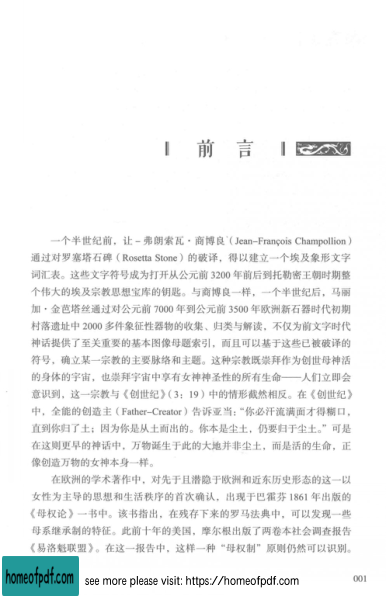 前言
一个半世纪前，让－弗朗索瓦・商博良（Jean–François Champollion）
通过对罗塞塔石碑（Rosetta Stone）的破译，得以建立一个埃及象形文字
词汇表。这些文字符号成为打开从公元前 3200 年前后到托勒密王朝时期整
个伟大的埃及宗教思想宝库的钥匙。与商博良一样，一个半世纪后，马丽
加・金芭塔丝通过对公元前 7000 年到公元前 3500 年欧洲新石器时代初期
村落遗址中 2000 多件象征性器物的收集、归类与解读，不仅为前文字时代
神话提供了至关重要的基本图像母题索引，而且可以基于这些已被破译的
符号，确立某一宗教的主要脉络和主题。这种宗教既崇拜作为创世母神活
的身体的宇宙，也崇拜宇宙中享有女神神圣性的所有生命——人们立即会
意识到，这一宗教与《创世纪》（3；19）中的情形截然相反。在《创世纪》
中，全能的创造主（Father–Creator）告诉亚当：“你必汗流满面才得糊口，
直到你归了土；因为你是从土而出的。你本是尘土，仍要归于尘土。”可是
在这则更早的神话中，万物诞生于此的大地并非尘土，而是活的生命，正
像创造万物的女神本身一样。
在欧洲的学术著作中，对先于且潜隐于欧洲和近东历史形态的这一以
女性为主导的思想和生活秩序的首次确认，出现于巴霍芬 1861 年出版的
《母权论》一书中。该书指出，在残存下来的罗马法典中，可以发现一些
母系继承制的特征。此前十年的美国，摩尔根出版了两卷本社会调查报告
《易洛魁联盟》。在这一报告中，这样一种“母权制”原则仍然可以识别。
001
homeofpdf.com
see more please visit: https://homeofpdf.com